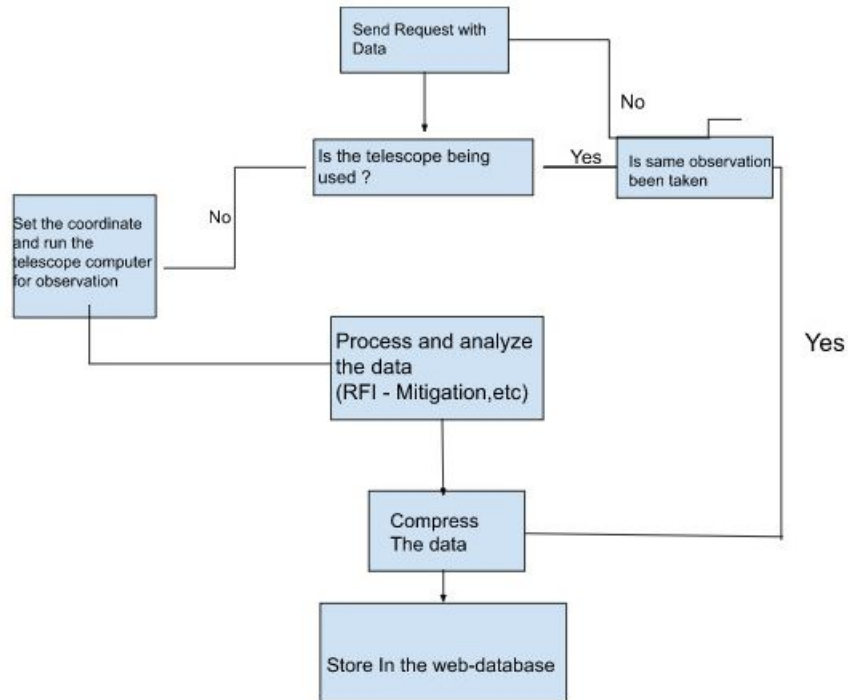 Send Request with
Data
No
Is the telescope being
used ?
Yes
Is same observation
been taken
No
Set the coordinate
and run the
telescope computer
for observation
Process and analyze
the data
(RFI - Mitigation,etc)
Yes
Compress
The data
Store In the web-database